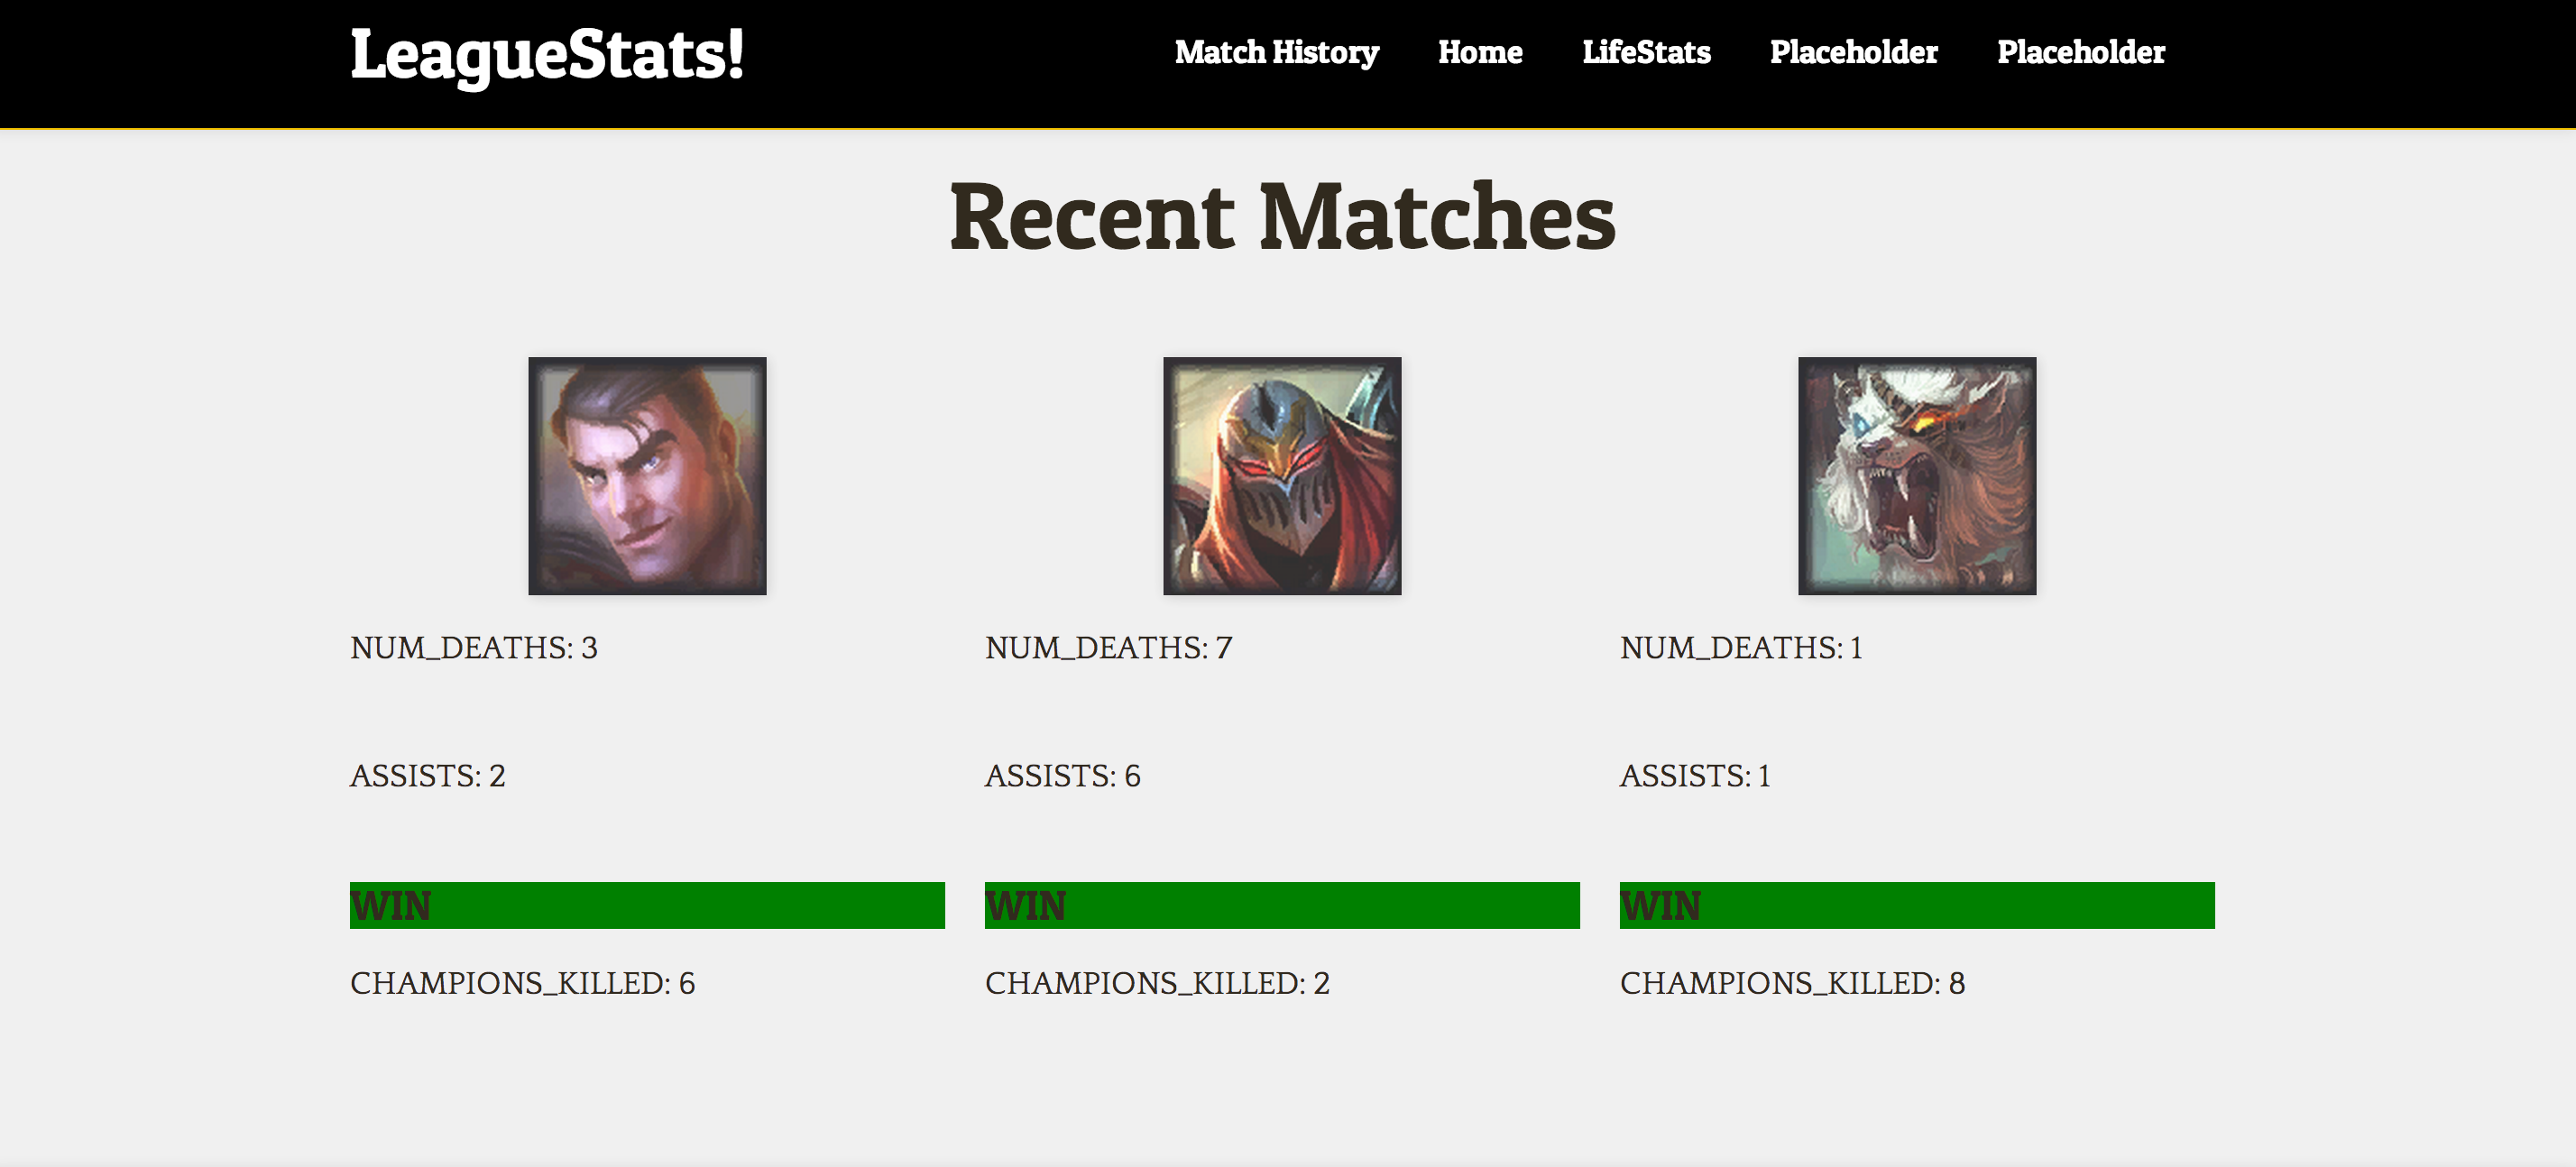 LeagueStats!
Match History Home LifeStats Placeholder Placeholder
Recent Matches
NUM_DEATHS: 3
ASSISTS: 2
WIN
CHAMPIONS_KILLED: 6
NUM_DEATHS: 7
ASSISTS: 6
WIN
CHAMPIONS_KILLED: 2
NUM_DEATHS: 1
ASSISTS: 1
WIN
CHAMPIONS_KILLED: 8